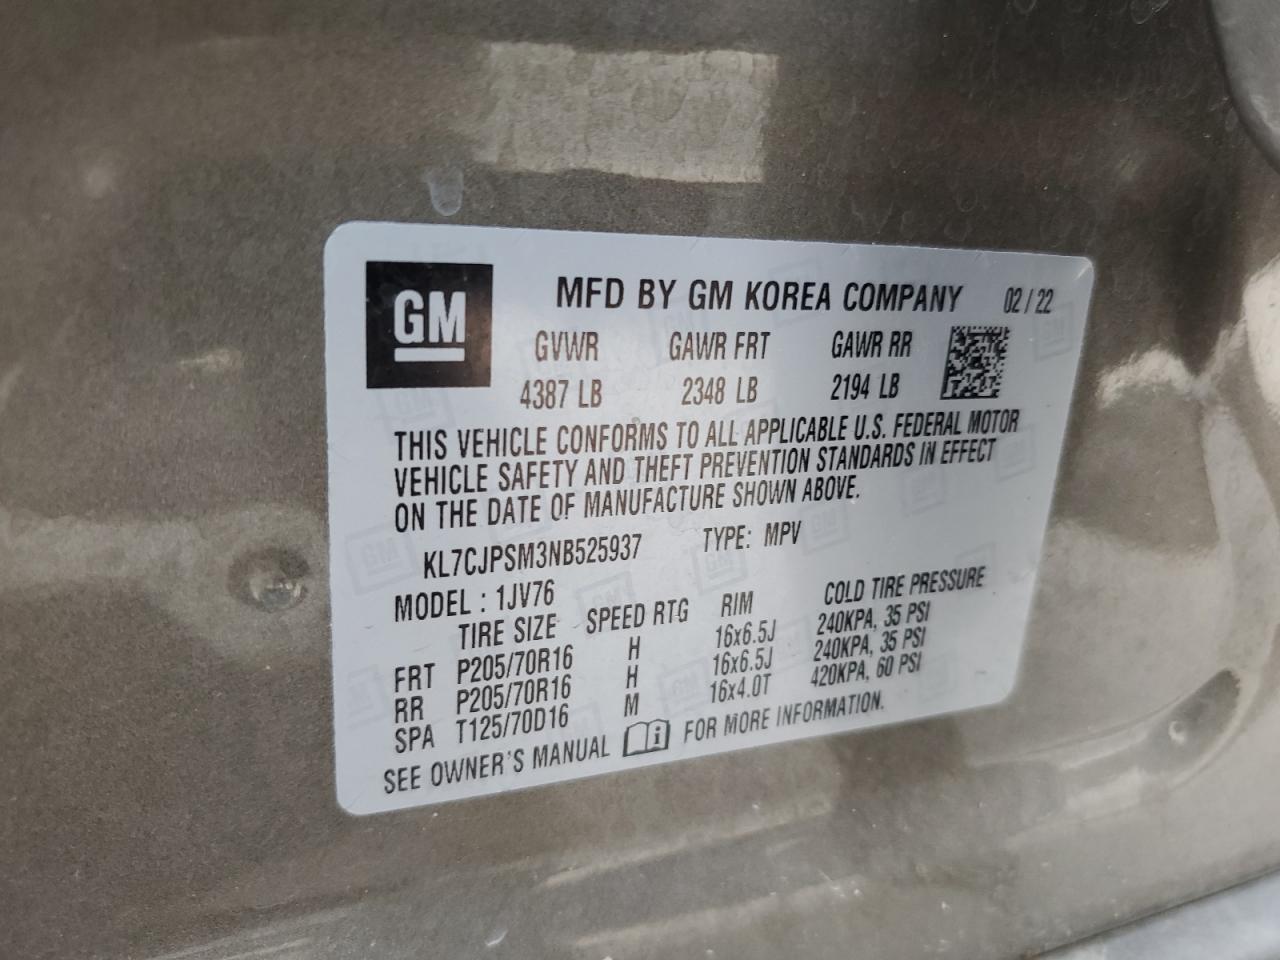 GM
MFD BY GM KOREA COMPANY 02/22
GVWR GAWR FRT GAWR RR
4387 LB 2348 LB 2194 LB
THIS VEHICLE CONFORMS TO ALL APPLICABLE U.S. FEDERAL MOTOR
VEHICLE SAFETY AND THEFT PREVENTION STANDARDS IN EFFECT
ON THE DATE OF MANUFACTURE SHOWN ABOVE.
KL7CJPSM3NB525937 TYPE: MPV
MODEL : 1JV76
TIRE SIZE SPEED RTG RIM COLD TIRE PRESSURE
FRT P205/70R16 H 16x6.5J 240KPA, 35 PSI
RR P205/70R16 H 16x6.5J 240KPA, 35 PSI
SPA T125/70D16 M 16x4.0T 420KPA, 60 PSI
SEE OWNER'S MANUAL i FOR MORE INFORMATION.